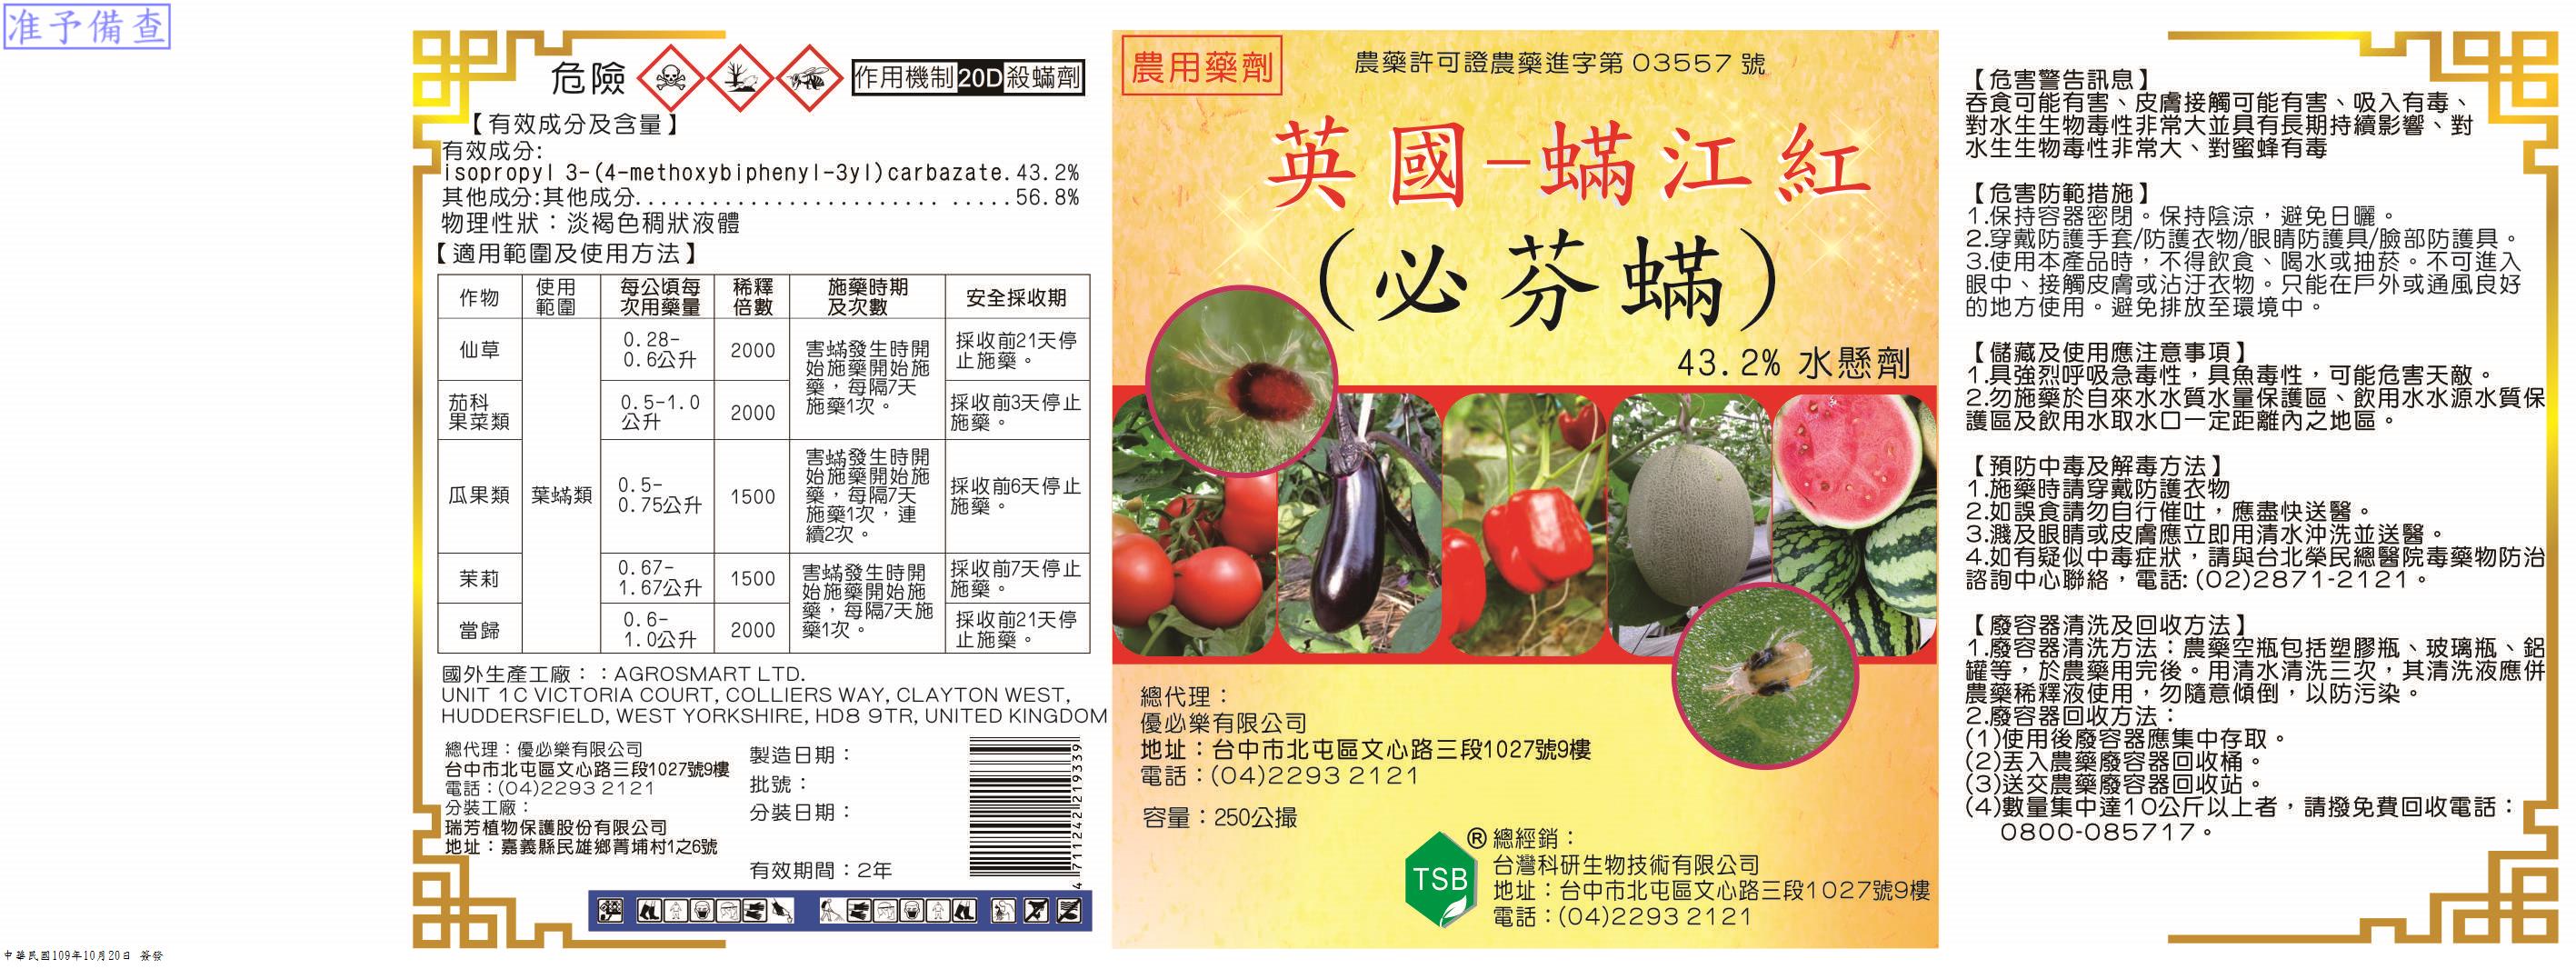 准予備查
危險
作用機制20D殺蟎劑
【有效成分及含量】
有效成分:
isopropyl 3-(4-methoxybiphenyl-3yl)carbazate.43.2%
其他成分:其他成分........................ .....56.8%
物理性狀：淡褐色稠狀液體
【適用範圍及使用方法】
作物 使用範圍 每公頃每次用藥量 稀釋倍數 施藥時期及次數 安全採收期
仙草 葉蟎類 0.28-0.6公升 2000 害蟎發生時開始施藥開始施藥，每隔7天施藥1次。 採收前21天停止施藥。
茄科果菜類 0.5-1.0公升 2000 採收前3天停止施藥。
瓜果類 0.5-0.75公升 1500 害蟎發生時開始施藥開始施藥，每隔7天施藥1次，連續2次。 採收前6天停止施藥。
茉莉 0.67-1.67公升 1500 害蟎發生時開始施藥開始施藥，每隔7天施藥1次。 採收前7天停止施藥。
當歸 0.6-1.0公升 2000 採收前21天停止施藥。
國外生產工廠：：AGROSMART LTD.
UNIT 1C VICTORIA COURT, COLLIERS WAY, CLAYTON WEST,
HUDDERSFIELD, WEST YORKSHIRE, HD8 9TR, UNITED KINGDOM
總代理：優必樂有限公司
台中市北屯區文心路三段1027號9樓
電話：(04)2293 2121
分裝工廠：
瑞芳植物保護股份有限公司
地址：嘉義縣民雄鄉菁埔村1之6號
製造日期：
批號：
分裝日期：
有效期間：2年
4 711242 219339
農用藥劑
農藥許可證農藥進字第 03557 號
英國-蟎江紅
(必芬蟎)
43.2% 水懸劑
總代理：
優必樂有限公司
地址：台中市北屯區文心路三段1027號9樓
電話：(04)2293 2121
容量：250公撮
TSB ®
總經銷：
台灣科研生物技術有限公司
地址：台中市北屯區文心路三段1027號9樓
電話：(04)2293 2121
【危害警告訊息】
吞食可能有害、皮膚接觸可能有害、吸入有毒、
對水生生物毒性非常大並具有長期持續影響、對
水生生物毒性非常大、對蜜蜂有毒
【危害防範措施】
1.保持容器密閉。保持陰涼，避免日曬。
2.穿戴防護手套/防護衣物/眼睛防護具/臉部防護具。
3.使用本產品時，不得飲食、喝水或抽菸。不可進入
眼中、接觸皮膚或沾汙衣物。只能在戶外或通風良好
的地方使用。避免排放至環境中。
【儲藏及使用應注意事項】
1.具強烈呼吸急毒性，具魚毒性，可能危害天敵。
2.勿施藥於自來水水質水量保護區、飲用水水源水質保
護區及飲用水取水口一定距離內之地區。
【預防中毒及解毒方法】
1.施藥時請穿戴防護衣物
2.如誤食請勿自行催吐，應盡快送醫。
3.濺及眼睛或皮膚應立即用清水沖洗並送醫。
4.如有疑似中毒症狀，請與台北榮民總醫院毒藥物防治
諮詢中心聯絡，電話: (02)2871-2121。
【廢容器清洗及回收方法】
1.廢容器清洗方法：農藥空瓶包括塑膠瓶、玻璃瓶、鋁
罐等，於農藥用完後。用清水清洗三次，其清洗液應併
農藥稀釋液使用，勿隨意傾倒，以防污染。
2.廢容器回收方法：
(1)使用後廢容器應集中存取。
(2)丟入農藥廢容器回收桶。
(3)送交農藥廢容器回收站。
(4)數量集中達10公斤以上者，請撥免費回收電話：
0800-085717。
中華民國109年10月20日 簽發